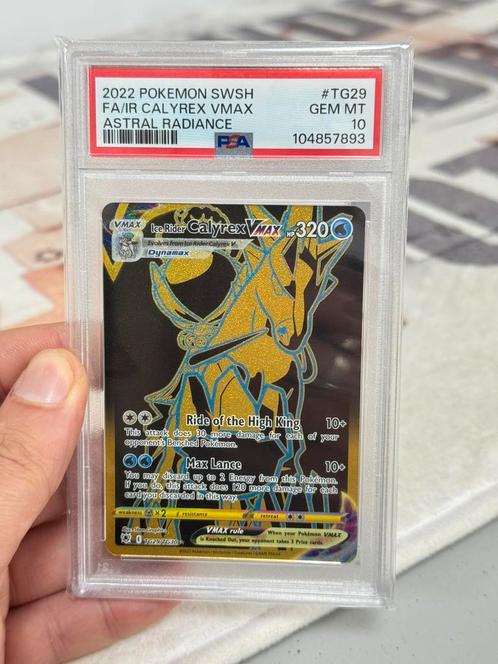 2022 POKEMON SWSH #TG29
FA/IR CALYREX VMAX GEM MT
ASTRAL RADIANCE 10
PSA 104857893
VMAX Ice Rider Calyrex VMAX HP 320
Evolves from Ice Rider Calyrex V
Dynamax
Ride of the High King 10+
This attack does 30 more damage for each of your
opponent's Benched Pokémon.
Max Lance 10+
You may discard up to 2 Energy from this Pokémon.
If you do, this attack does 120 more damage for each
card you discarded in this way.
weakness ×2 resistance retreat
VMAX rule When your Pokémon VMAX
is Knocked Out, your opponent takes 3 Prize cards.
TG29/TG30